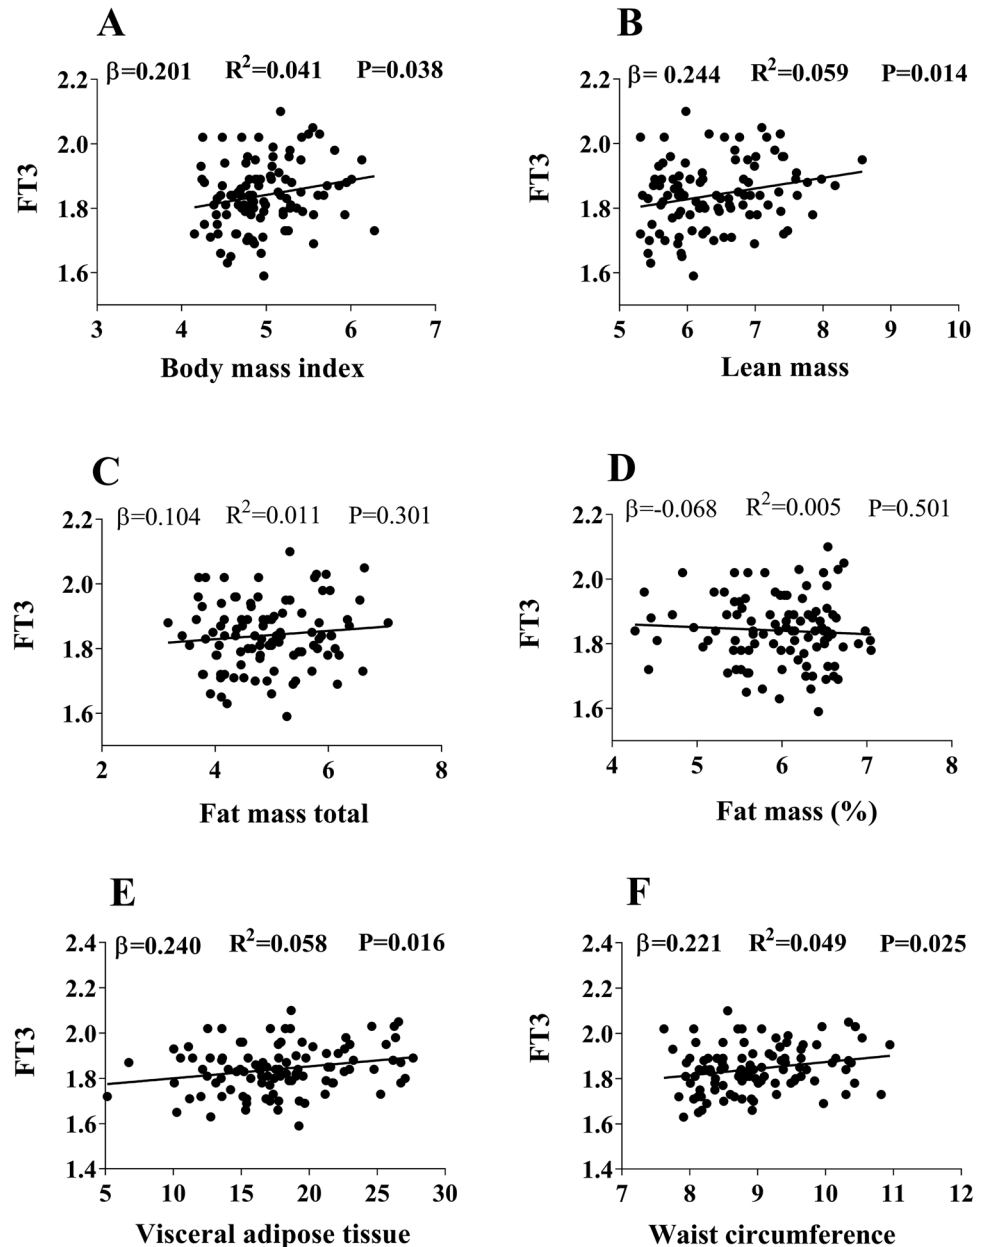 A
β=0.201 R²=0.041 P=0.038
FT3
2.2
2.0
1.8
1.6
3 4 5 6 7
Body mass index
B
β= 0.244 R²=0.059 P=0.014
FT3
2.2
2.0
1.8
1.6
5 6 7 8 9 10
Lean mass
C
β=0.104 R²=0.011 P=0.301
FT3
2.2
2.0
1.8
1.6
2 4 6 8
Fat mass total
D
β=-0.068 R²=0.005 P=0.501
FT3
2.2
2.0
1.8
1.6
4 5 6 7 8
Fat mass (%)
E
β=0.240 R²=0.058 P=0.016
FT3
2.4
2.2
2.0
1.8
1.6
1.4
5 10 15 20 25 30
Visceral adipose tissue
F
β=0.221 R²=0.049 P=0.025
FT3
2.4
2.2
2.0
1.8
1.6
1.4
7 8 9 10 11 12
Waist circumference